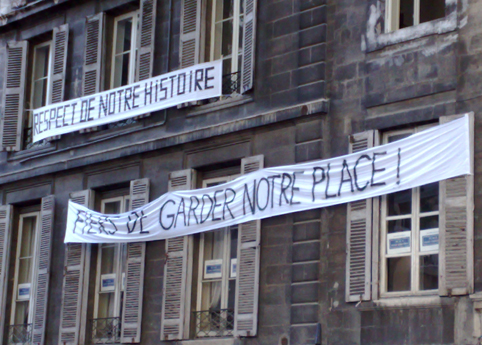 RESPECT DE NOTRE HISTOIRE
FIERS DE GARDER NOTRE PLACE !